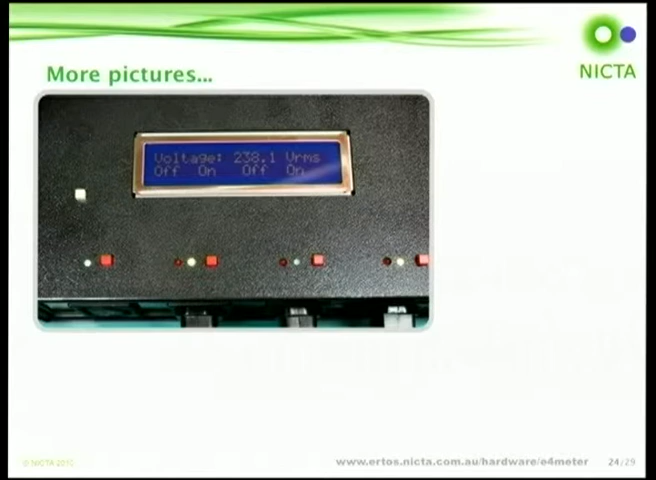 NICTA
More pictures...
Voltage: 238.1 Vrms
Off On Off On
© NICTA 2010
www.ertos.nicta.com.au/hardware/e4meter
24/29